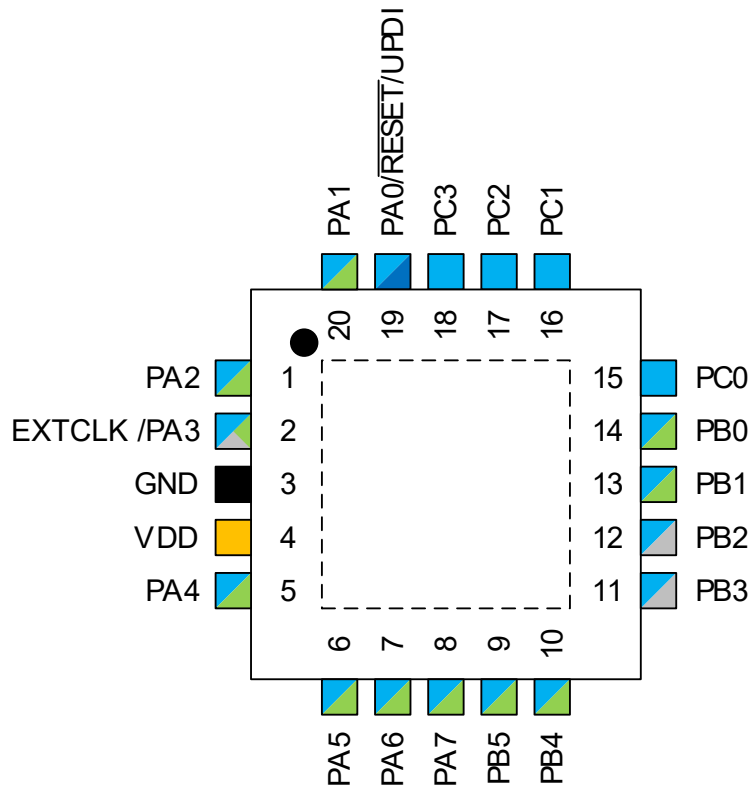 PA0/RESET/UPDI
PA1
PC3
PC2
PC1
20
19
18
17
16
PA2
1
15
PC0
EXTCLK /PA3
2
14
PB0
GND
3
13
PB1
VDD
4
12
PB2
PA4
5
11
PB3
6
7
8
9
10
PA5
PA6
PA7
PB5
PB4